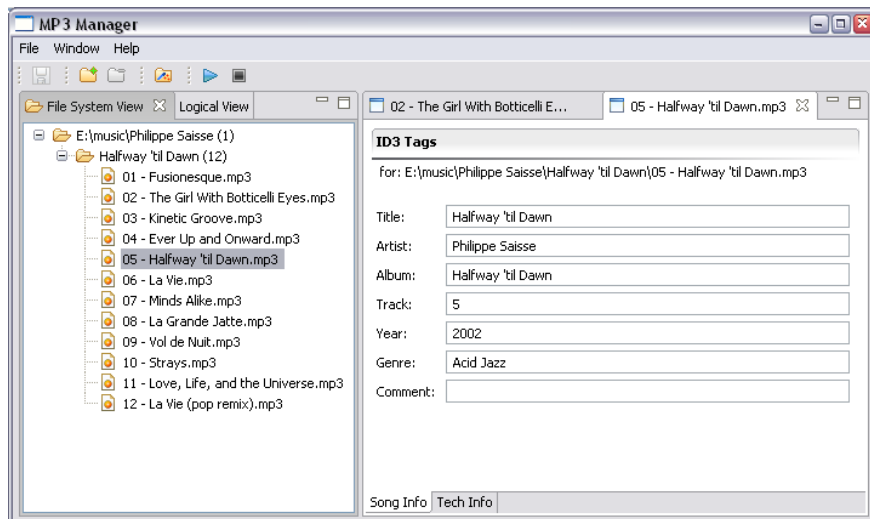 MP3 Manager
File Window Help
File System View Logical View
E:\music\Philippe Saisse (1)
Halfway 'til Dawn (12)
01 - Fusionesque.mp3
02 - The Girl With Botticelli Eyes.mp3
03 - Kinetic Groove.mp3
04 - Ever Up and Onward.mp3
05 - Halfway 'til Dawn.mp3
06 - La Vie.mp3
07 - Minds Alike.mp3
08 - La Grande Jatte.mp3
09 - Vol de Nuit.mp3
10 - Strays.mp3
11 - Love, Life, and the Universe.mp3
12 - La Vie (pop remix).mp3
02 - The Girl With Botticelli E... 05 - Halfway 'til Dawn.mp3
ID3 Tags
for: E:\music\Philippe Saisse\Halfway 'til Dawn\05 - Halfway 'til Dawn.mp3
Title: Halfway 'til Dawn
Artist: Philippe Saisse
Album: Halfway 'til Dawn
Track: 5
Year: 2002
Genre: Acid Jazz
Comment:
Song Info Tech Info